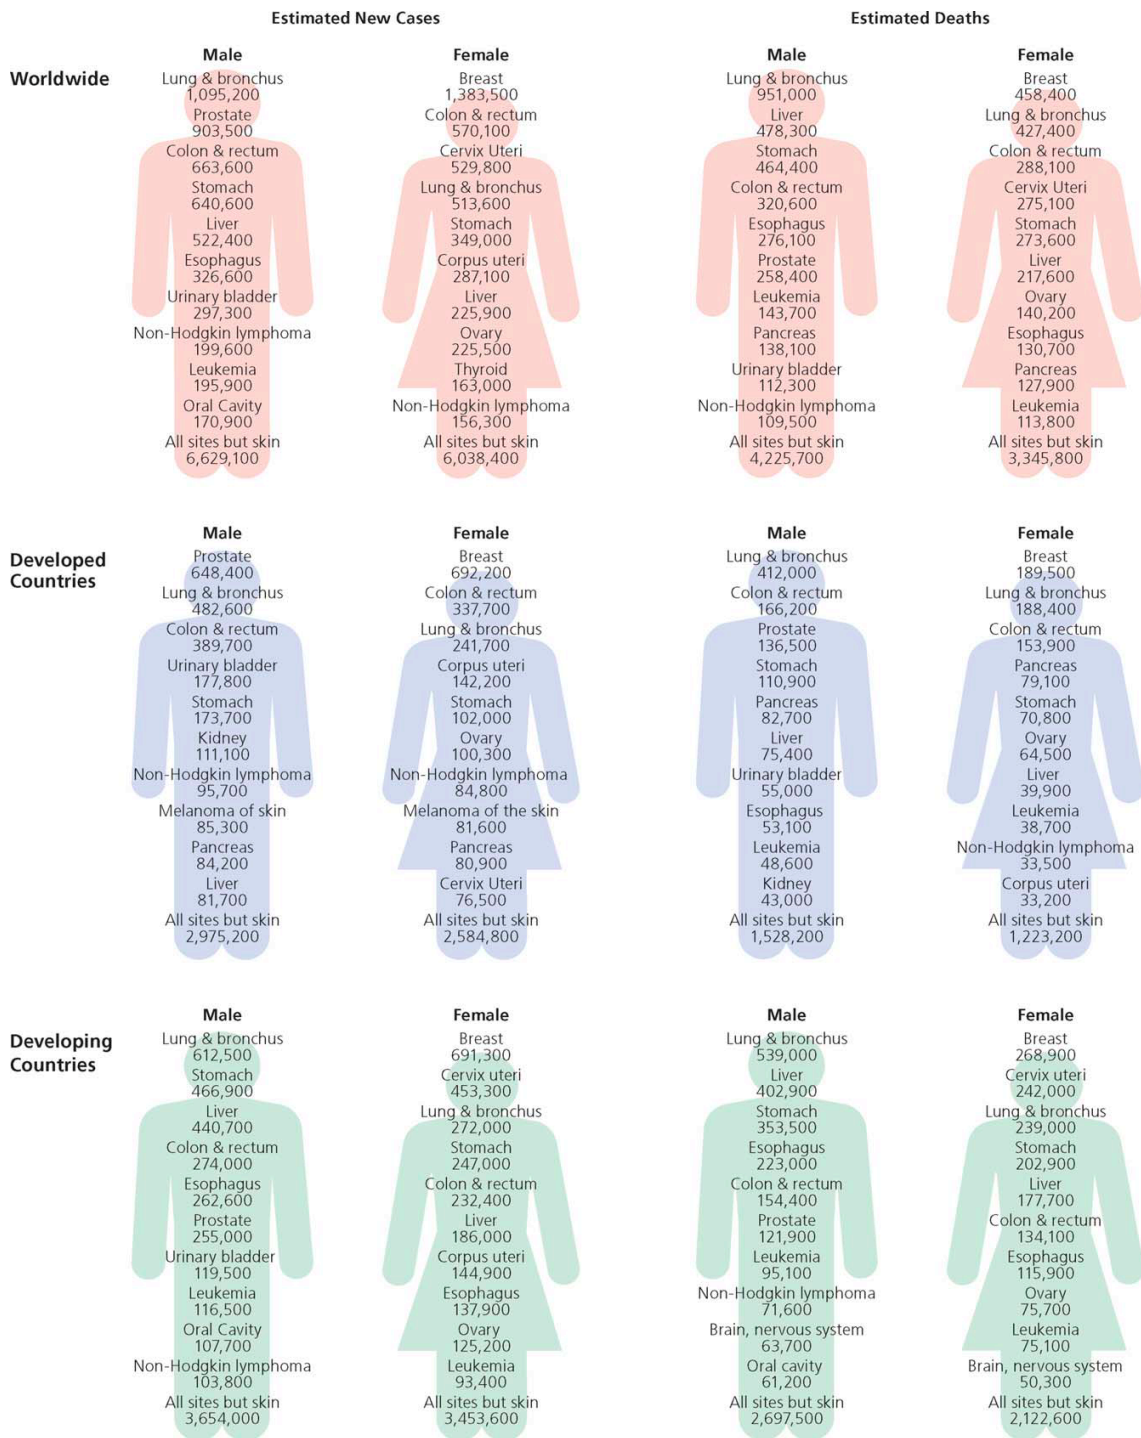 Estimated New Cases
Estimated Deaths
Worldwide
Male
Lung & bronchus
1,095,200
Prostate
903,500
Colon & rectum
663,600
Stomach
640,600
Liver
522,400
Esophagus
326,600
Urinary bladder
297,300
Non-Hodgkin lymphoma
199,600
Leukemia
195,900
Oral Cavity
170,900
All sites but skin
6,629,100
Female
Breast
1,383,500
Colon & rectum
570,100
Cervix Uteri
529,800
Lung & bronchus
513,600
Stomach
349,000
Corpus uteri
287,100
Liver
225,900
Ovary
225,500
Thyroid
163,000
Non-Hodgkin lymphoma
156,300
All sites but skin
6,038,400
Male
Lung & bronchus
951,000
Liver
478,300
Stomach
464,400
Colon & rectum
320,600
Esophagus
276,100
Prostate
258,400
Leukemia
143,700
Pancreas
138,100
Urinary bladder
112,300
Non-Hodgkin lymphoma
109,500
All sites but skin
4,225,700
Female
Breast
458,400
Lung & bronchus
427,400
Colon & rectum
288,100
Cervix Uteri
275,100
Stomach
273,600
Liver
217,600
Ovary
140,200
Esophagus
130,700
Pancreas
127,900
Leukemia
113,800
All sites but skin
3,345,800
Developed
Countries
Male
Prostate
648,400
Lung & bronchus
482,600
Colon & rectum
389,700
Urinary bladder
177,800
Stomach
173,700
Kidney
111,100
Non-Hodgkin lymphoma
95,700
Melanoma of skin
85,300
Pancreas
84,200
Liver
81,700
All sites but skin
2,975,200
Female
Breast
692,200
Colon & rectum
337,700
Lung & bronchus
241,700
Corpus uteri
142,200
Stomach
102,000
Ovary
100,300
Non-Hodgkin lymphoma
84,800
Melanoma of the skin
81,600
Pancreas
80,900
Cervix Uteri
76,500
All sites but skin
2,584,800
Male
Lung & bronchus
412,000
Colon & rectum
166,200
Prostate
136,500
Stomach
110,900
Pancreas
82,700
Liver
75,400
Urinary bladder
55,000
Esophagus
53,100
Leukemia
48,600
Kidney
43,000
All sites but skin
1,528,200
Female
Breast
189,500
Lung & bronchus
188,400
Colon & rectum
153,900
Pancreas
79,100
Stomach
70,800
Ovary
64,500
Liver
39,900
Leukemia
38,700
Non-Hodgkin lymphoma
33,500
Corpus uteri
33,200
All sites but skin
1,223,200
Developing
Countries
Male
Lung & bronchus
612,500
Stomach
466,900
Liver
440,700
Colon & rectum
274,000
Esophagus
262,600
Prostate
255,000
Urinary bladder
119,500
Leukemia
116,500
Oral Cavity
107,700
Non-Hodgkin lymphoma
103,800
All sites but skin
3,654,000
Female
Breast
691,300
Cervix uteri
453,300
Lung & bronchus
272,000
Stomach
247,000
Colon & rectum
232,400
Liver
186,000
Corpus uteri
144,900
Esophagus
137,900
Ovary
125,200
Leukemia
93,400
All sites but skin
3,453,600
Male
Lung & bronchus
539,000
Liver
402,900
Stomach
353,500
Esophagus
223,000
Colon & rectum
154,400
Prostate
121,900
Leukemia
95,100
Non-Hodgkin lymphoma
71,600
Brain, nervous system
63,700
Oral cavity
61,200
All sites but skin
2,697,500
Female
Breast
268,900
Cervix uteri
242,000
Lung & bronchus
239,000
Stomach
202,900
Liver
177,700
Colon & rectum
134,100
Esophagus
115,900
Ovary
75,700
Leukemia
75,100
Brain, nervous system
50,300
All sites but skin
2,122,600